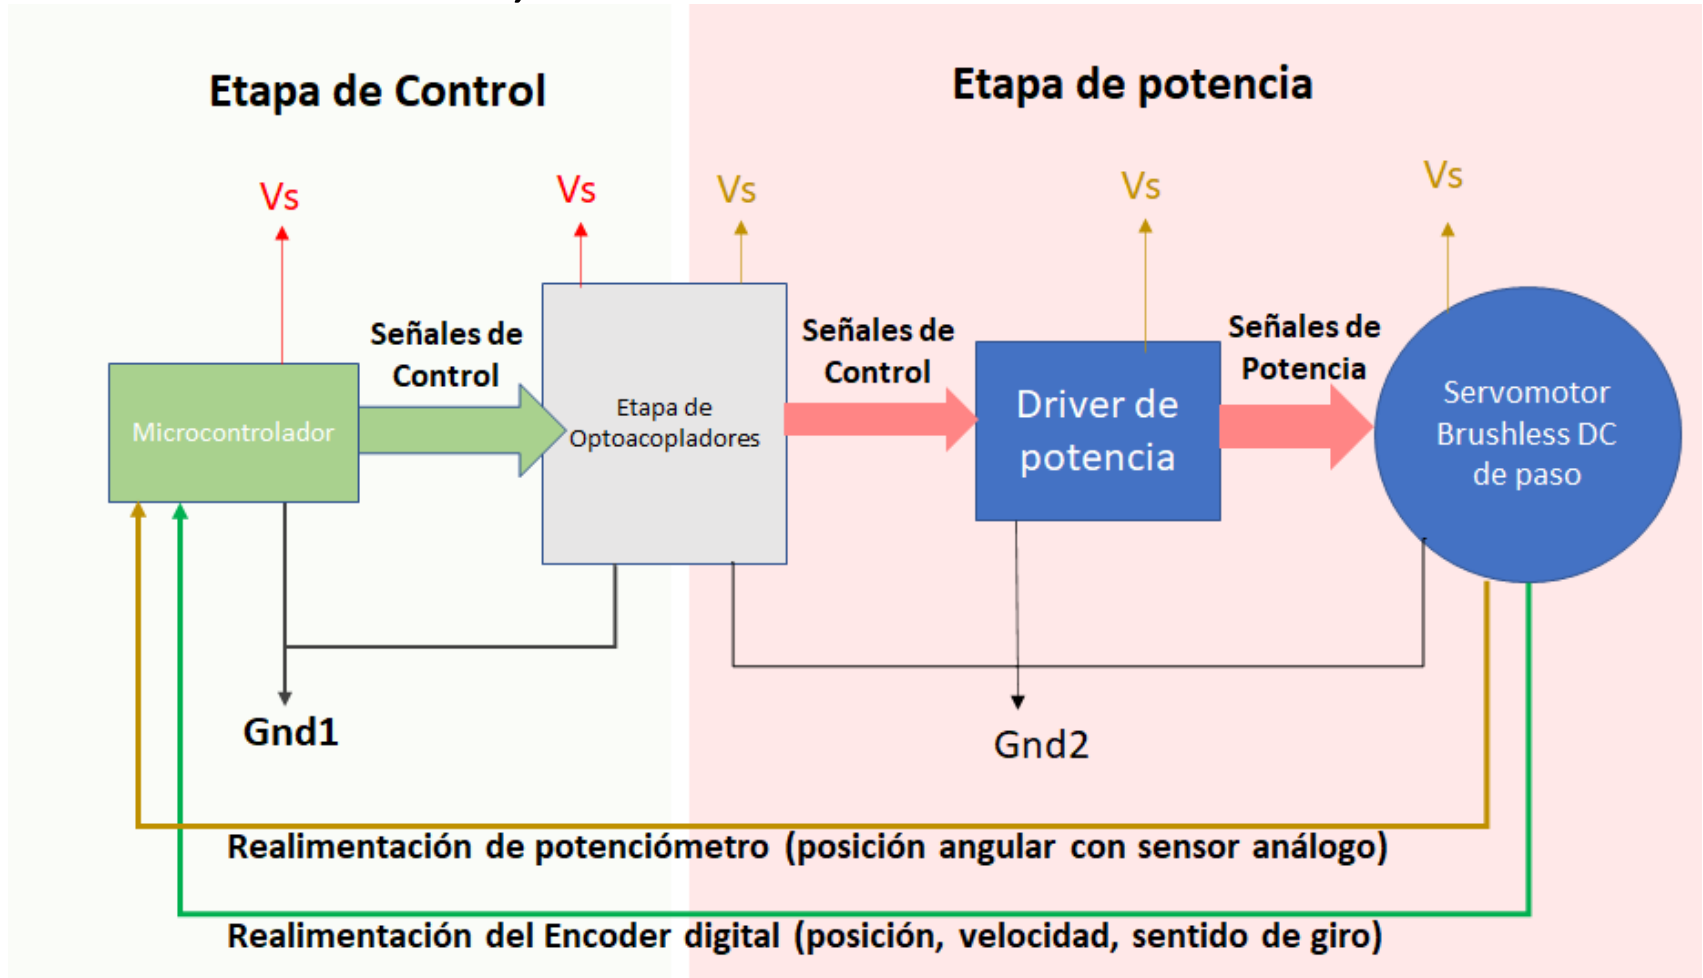 Etapa de Control
Etapa de potencia
Vs
Vs
Vs
Vs
Vs
Señales de
Control
Señales de
Control
Señales de
Potencia
Microcontrolador
Etapa de
Optoacopladores
Driver de
potencia
Servomotor
Brushless DC
de paso
Gnd1
Gnd2
Realimentación de potenciómetro (posición angular con sensor análogo)
Realimentación del Encoder digital (posición, velocidad, sentido de giro)